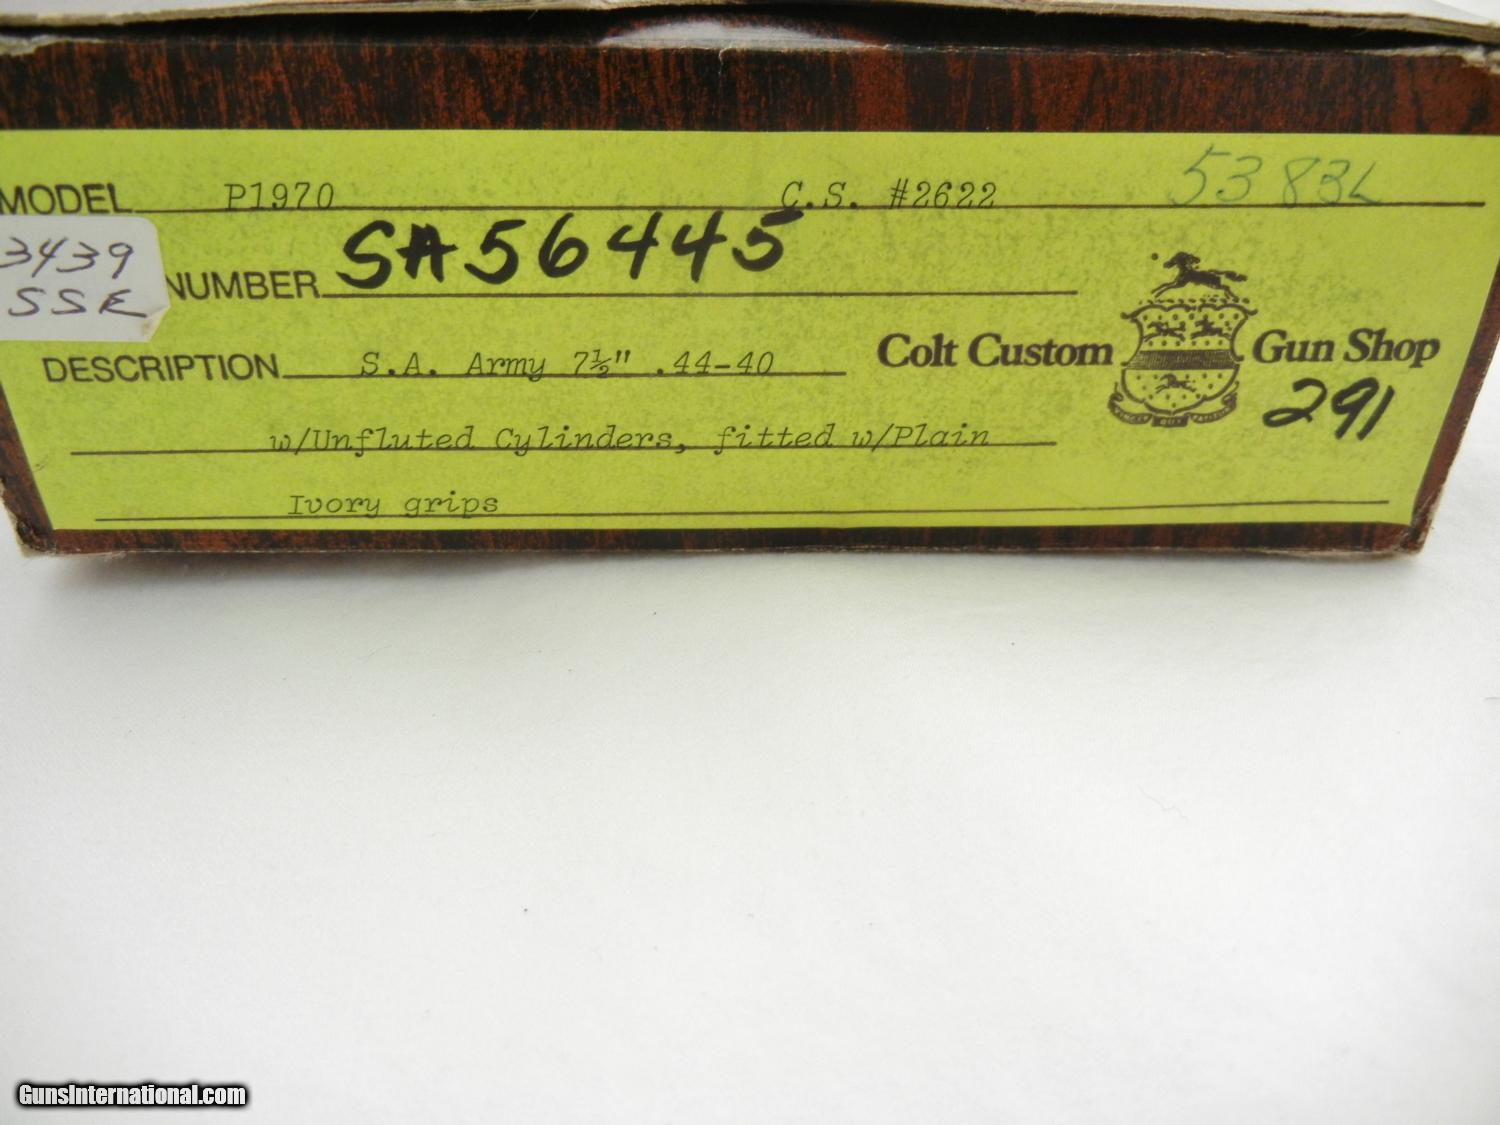 MODEL P1970 C.S. #2622 5383L
3439
SSE
NUMBER SA56445
DESCRIPTION S.A. Army 7½" .44-40
Colt Custom Gun Shop
291
w/Unfluted Cylinders, fitted w/Plain
Ivory grips
GunsInternational.com